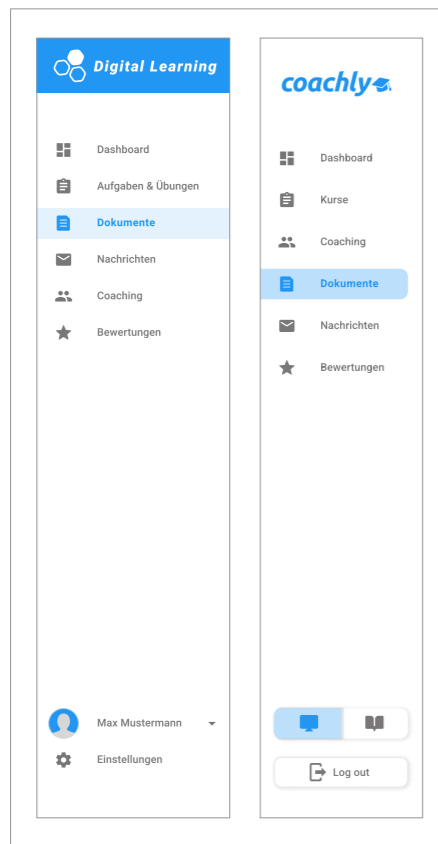 Digital Learning
Dashboard
Aufgaben & Übungen
Dokumente
Nachrichten
Coaching
Bewertungen
Max Mustermann
Einstellungen
coachly
Dashboard
Kurse
Coaching
Dokumente
Nachrichten
Bewertungen
Log out